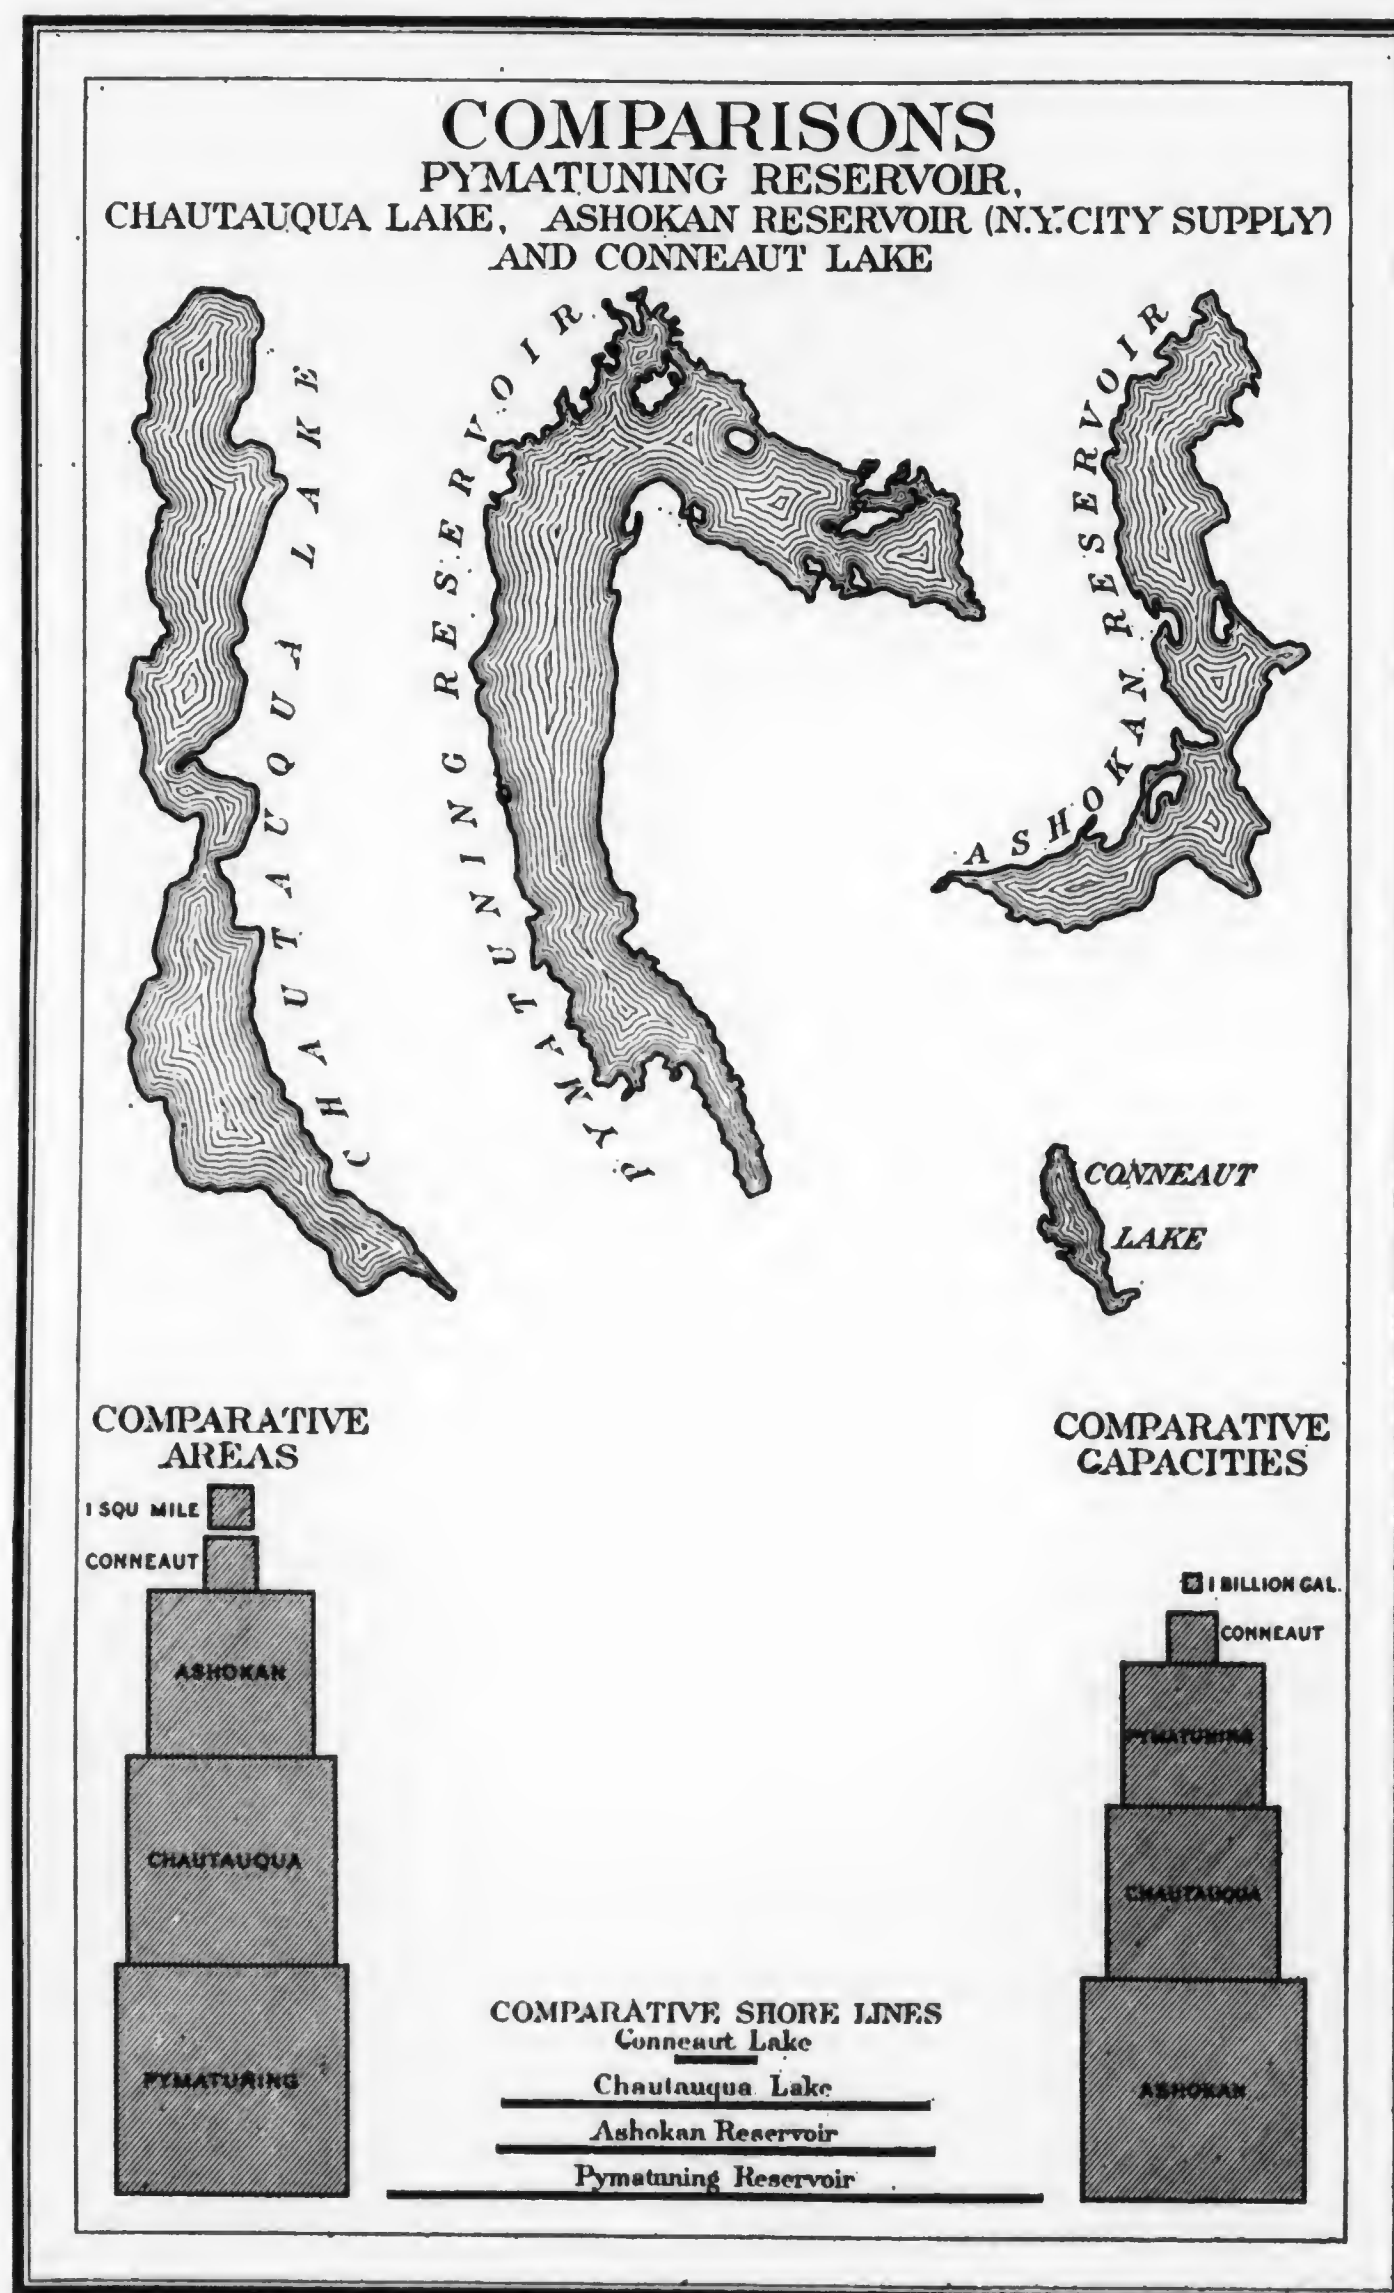 COMPARISONS
PYMATUNING RESERVOIR,
CHAUTAUQUA LAKE, ASHOKAN RESERVOIR (N.Y.CITY SUPPLY)
AND CONNEAUT LAKE
CHAUTAUQUA LAKE
PYMATUNING RESERVOIR
ASHOKAN RESERVOIR
CONNEAUT
LAKE
COMPARATIVE
AREAS
1 SQU MILE
CONNEAUT
ASHOKAN
CHAUTAUQUA
PYMATUNING
COMPARATIVE
CAPACITIES
1 BILLION GAL.
CONNEAUT
PYMATUNING
CHAUTAUQUA
ASHOKAN
COMPARATIVE SHORE LINES
Conneaut Lake
Chautauqua Lake
Ashokan Reservoir
Pymatuning Reservoir